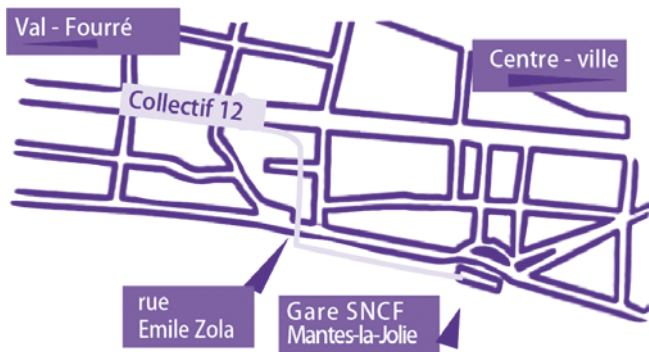 Val - Fourré
Centre - ville
Collectif 12
rue
Emile Zola
Gare SNCF
Mantes-la-Jolie